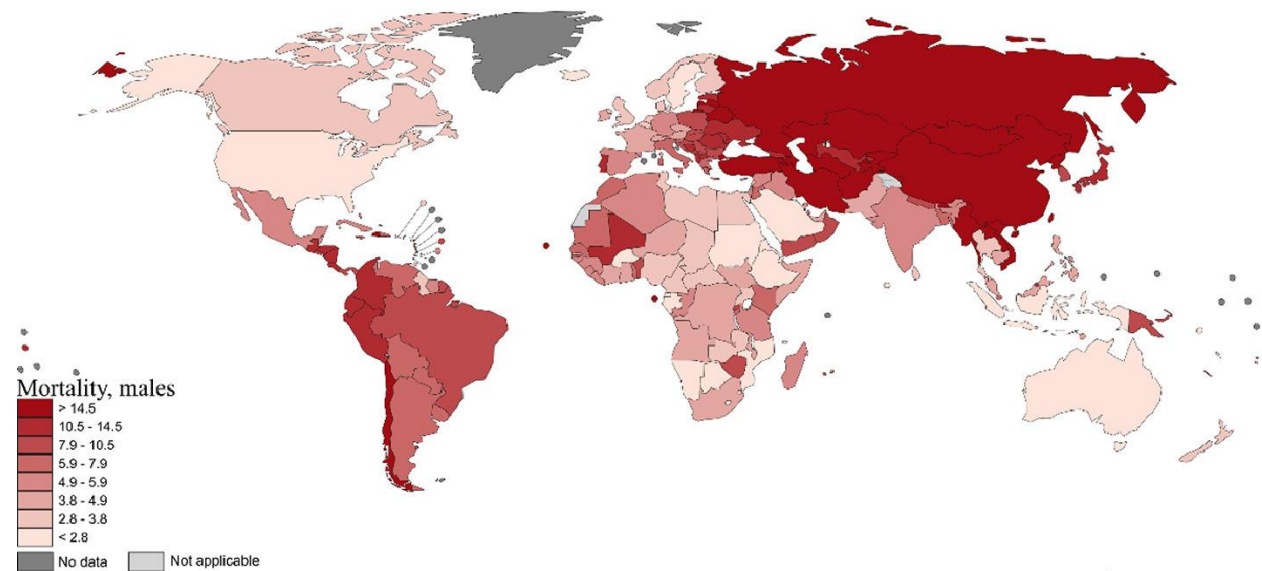 Mortality, males
> 14.5
10.5 - 14.5
7.9 - 10.5
5.9 - 7.9
4.9 - 5.9
3.8 - 4.9
2.8 - 3.8
< 2.8
No data Not applicable